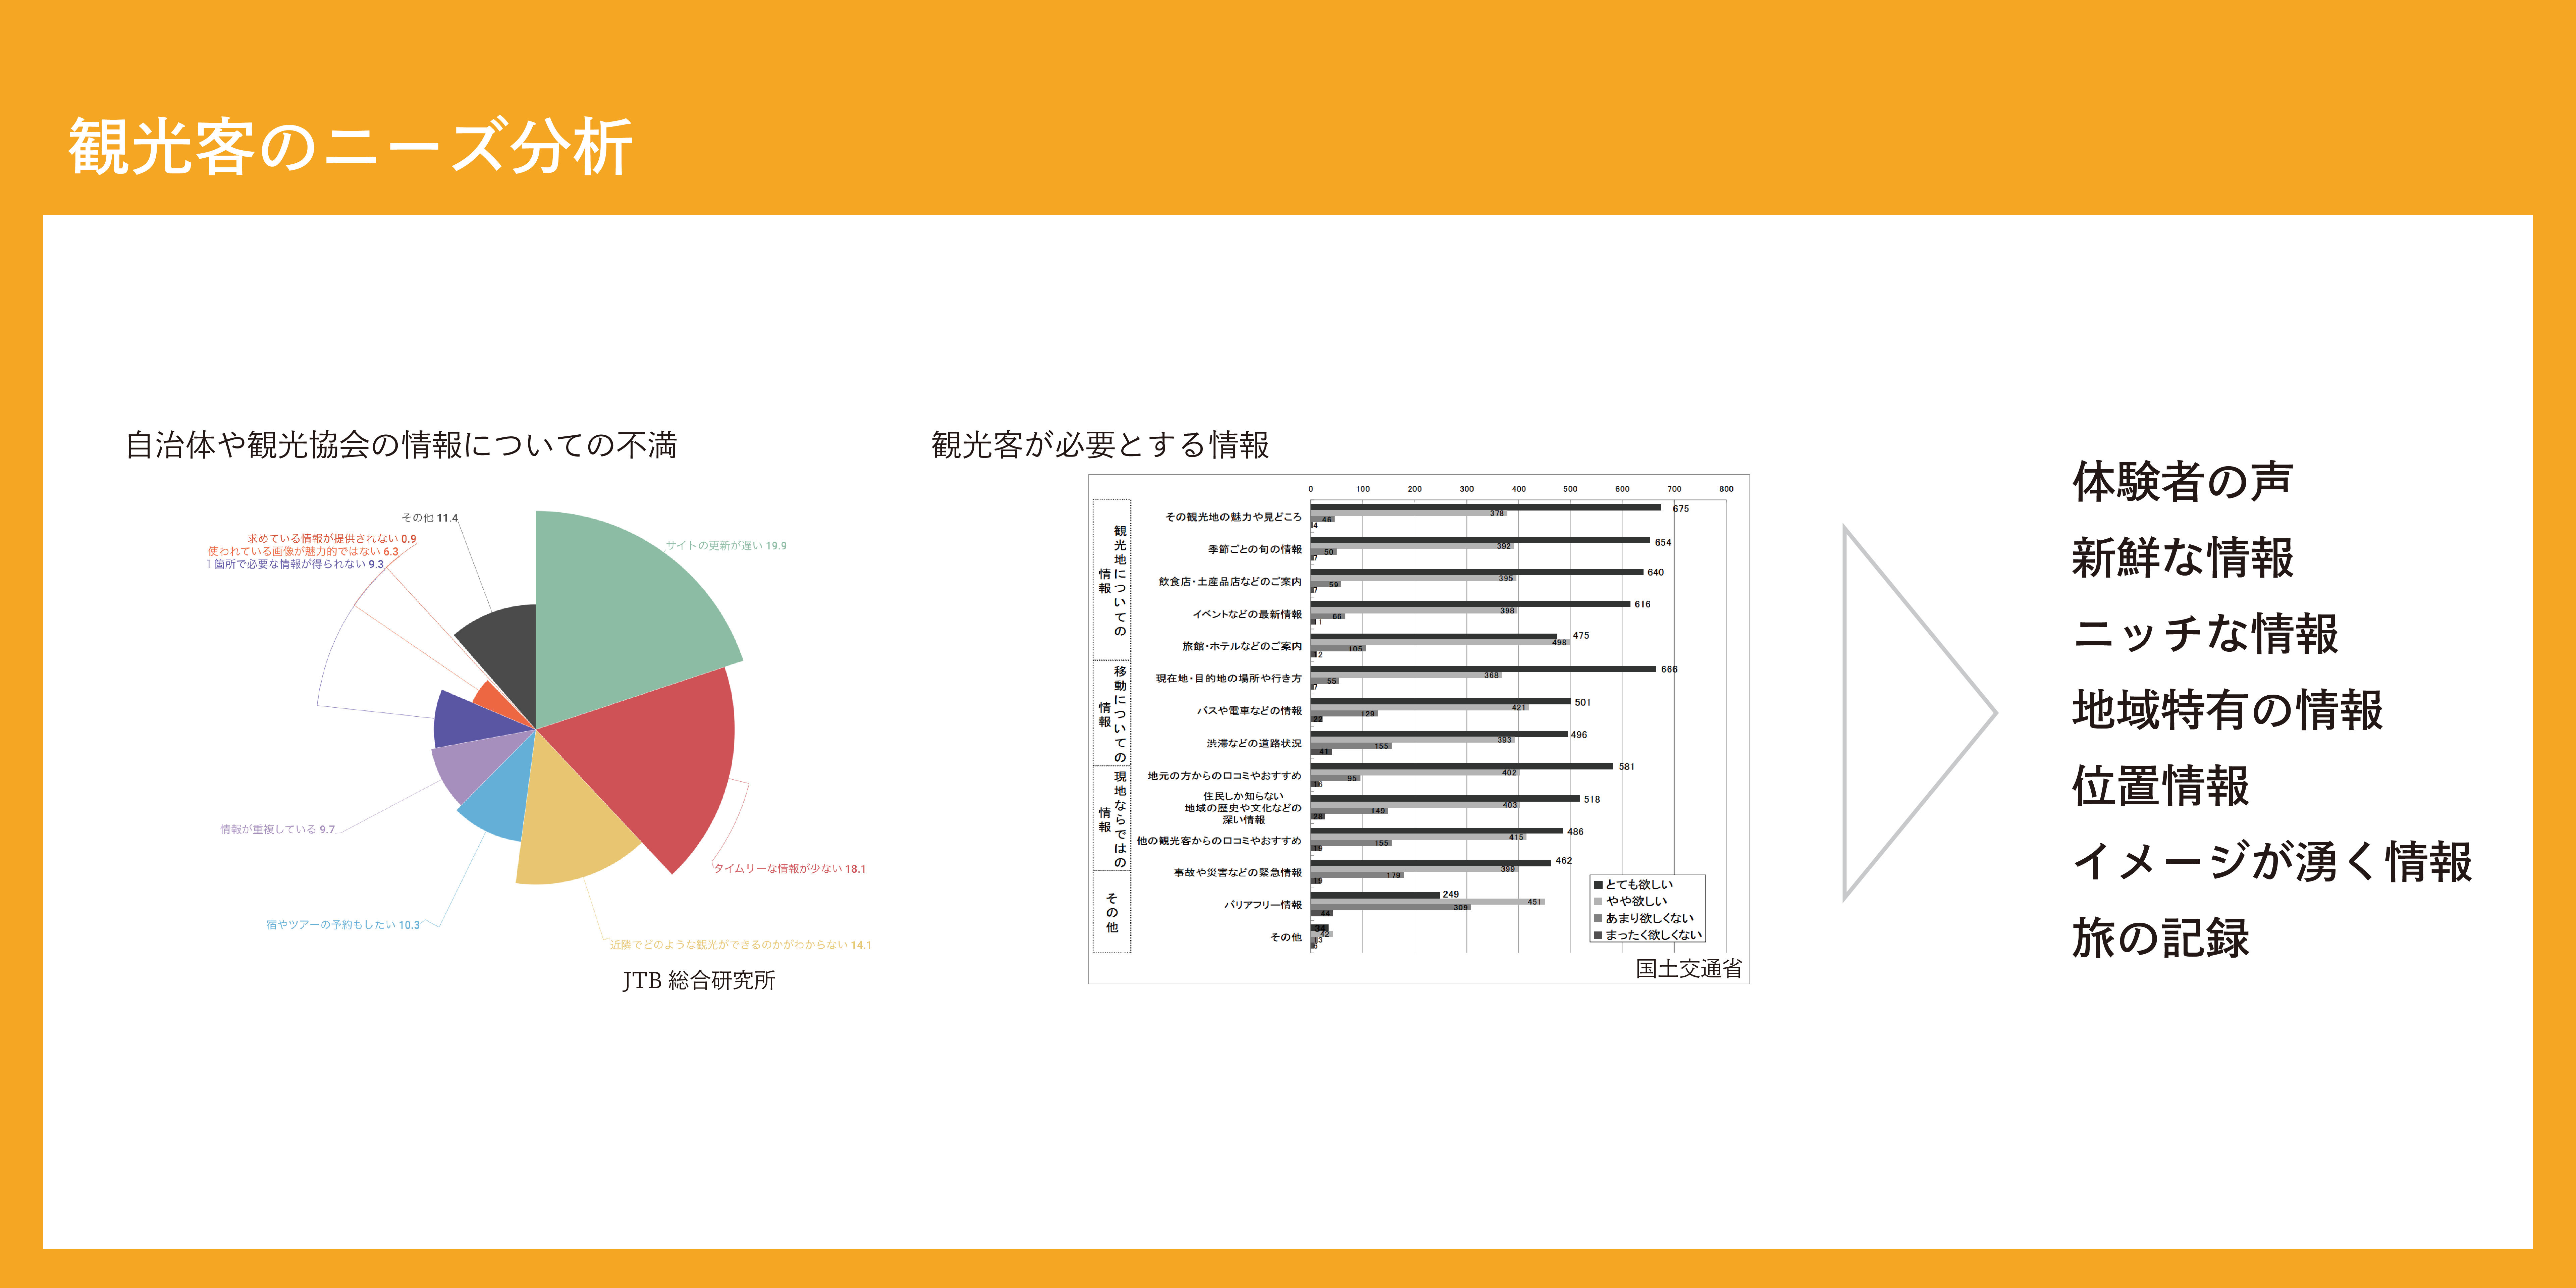 観光客のニーズ分析
自治体や観光協会の情報についての不満
サイトの更新が遅い 19.9
タイムリーな情報が少ない 18.1
近隣でどのような観光ができるのかがわからない 14.1
宿やツアーの予約もしたい 10.3
情報が重複している 9.7
1 箇所で必要な情報が得られない 9.3
使われている画像が魅力的ではない 6.3
求めている情報が提供されない 0.9
その他 11.4
JTB 総合研究所
観光客が必要とする情報
0 100 200 300 400 500 600 700 800
観光地についての
情報
その観光地の魅力や見どころ
675
378
46
4
季節ごとの旬の情報
654
392
50
7
飲食店・土産品店などのご案内
640
395
59
7
イベントなどの最新情報
616
398
66
11
旅館・ホテルなどのご案内
475
498
105
12
移動についての
情報
現在地・目的地の場所や行き方
666
368
55
7
バスや電車などの情報
501
421
129
22
渋滞などの道路状況
496
393
155
41
現地ならではの
情報
地元の方からの口コミやおすすめ
581
402
95
16
住民しか知らない
地域の歴史や文化などの
深い情報
518
403
149
28
他の観光客からの口コミやおすすめ
486
415
155
19
その他
事故や災害などの緊急情報
462
399
179
19
バリアフリー情報
249
451
309
44
その他
42
13
とても欲しい
やや欲しい
あまり欲しくない
まったく欲しくない
国土交通省
体験者の声
新鮮な情報
ニッチな情報
地域特有の情報
位置情報
イメージが湧く情報
旅の記録